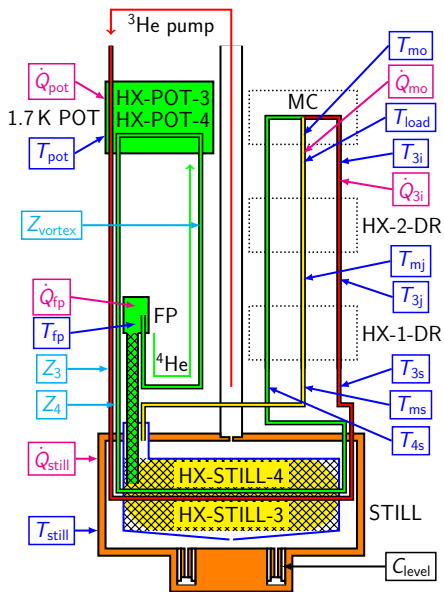 ³He pump
Q̇pot
HX-POT-3
MC
Tmo
1.7K POT
HX-POT-4
Q̇mo
Tpot
Tload
T3i
Q̇3i
Zvortex
HX-2-DR
Tmj
Q̇fp
T3j
Tfp
FP
HX-1-DR
⁴He
Z3
T3s
Z4
Tms
T4s
Q̇still
HX-STILL-4
HX-STILL-3
STILL
Tstill
Clevel